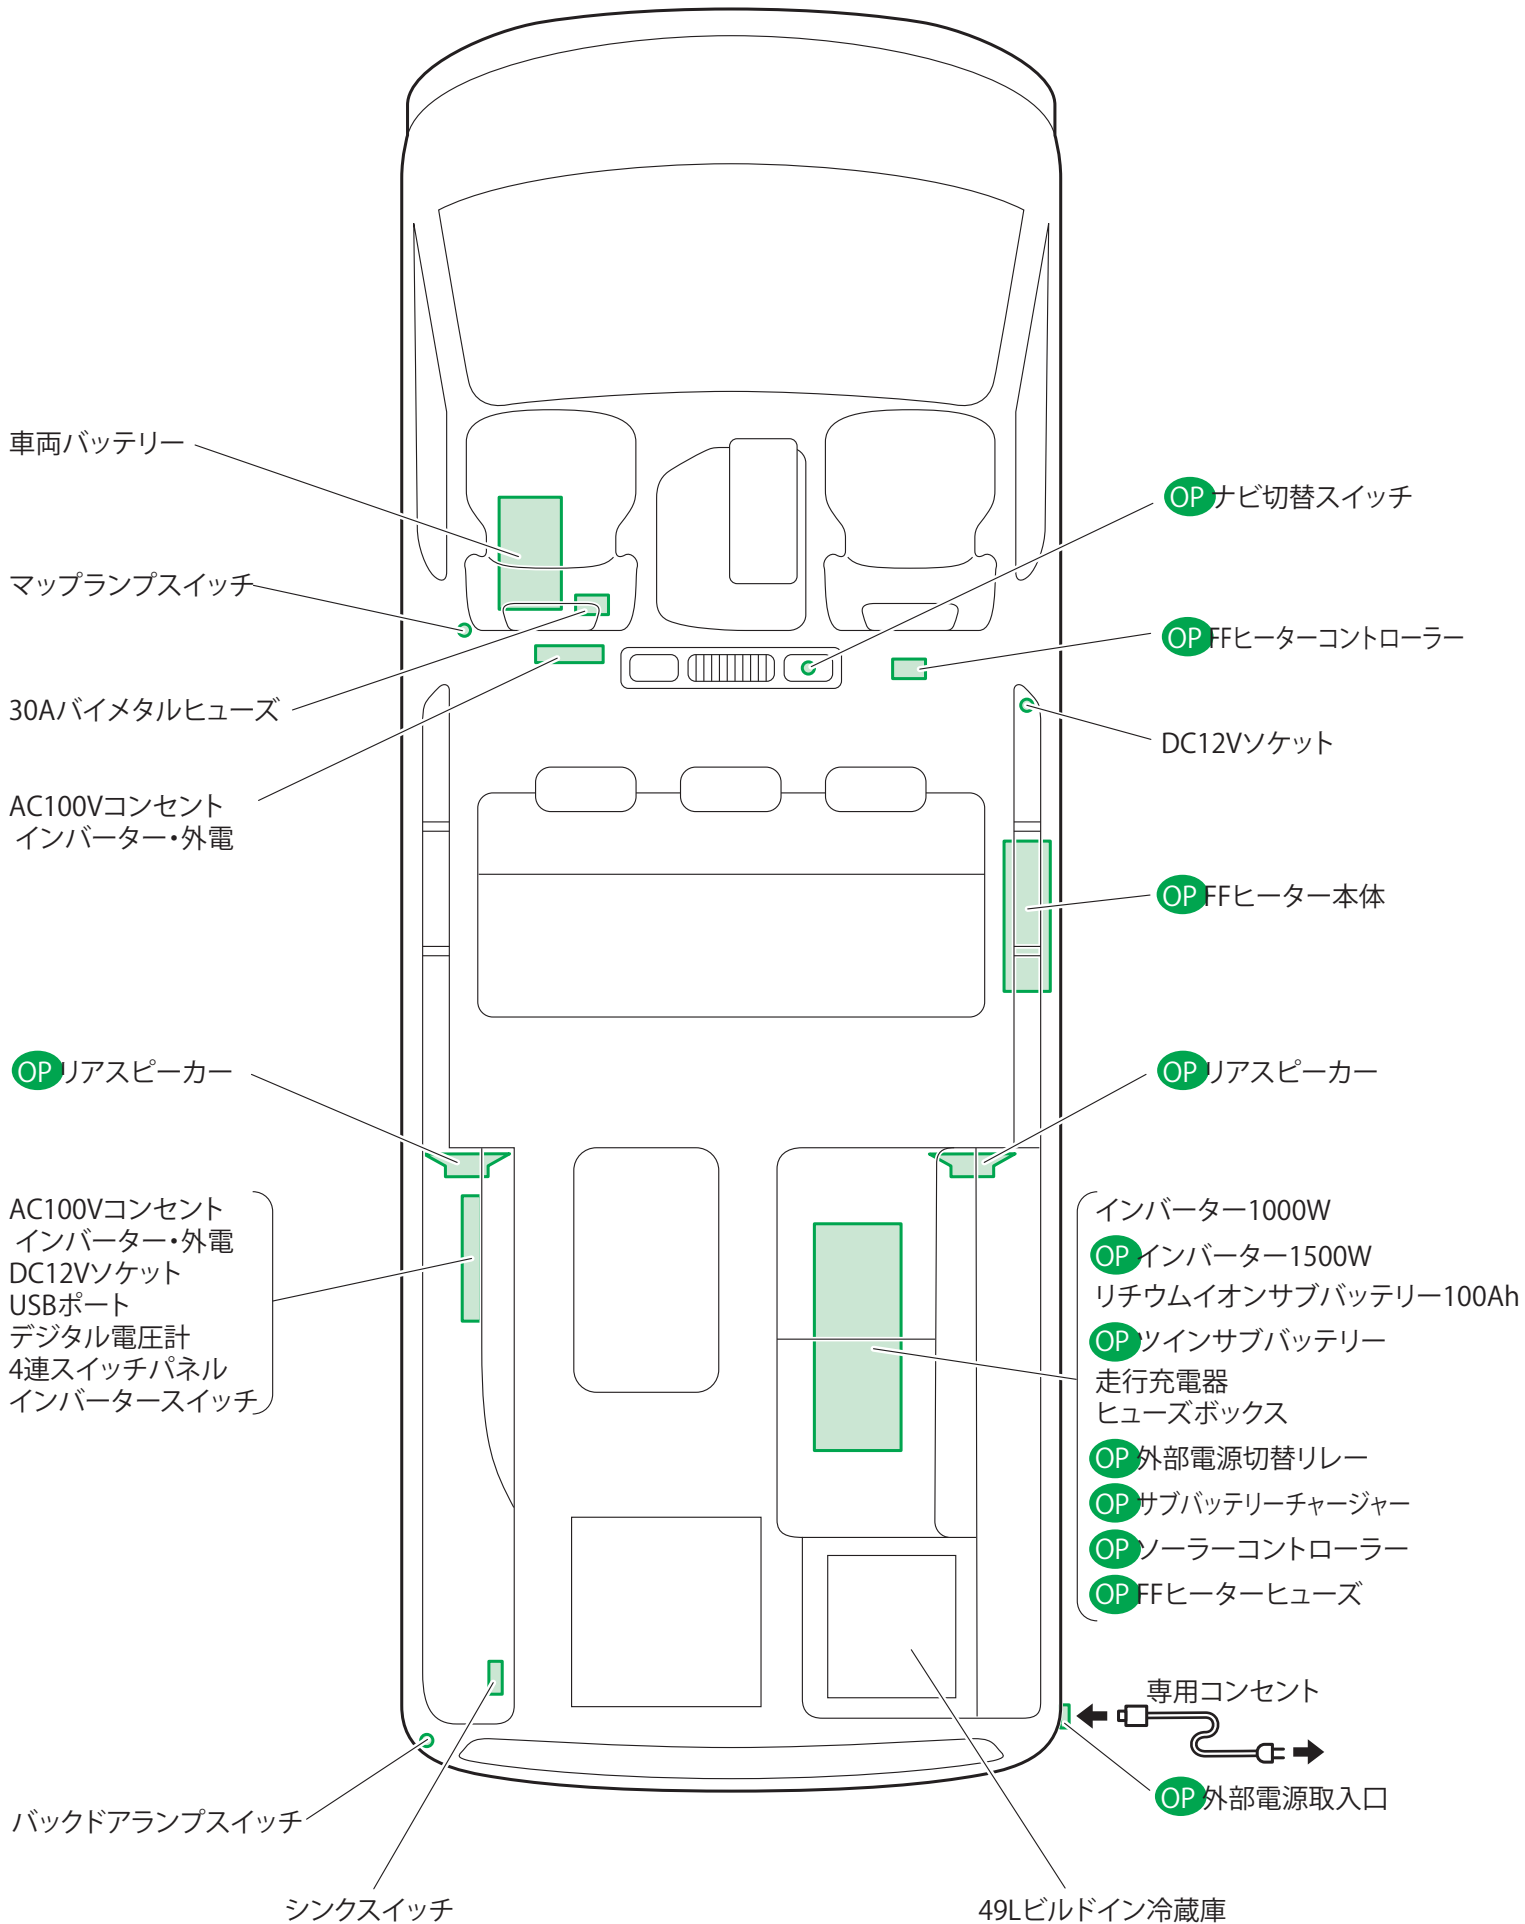 車両バッテリー
マップランプスイッチ
30Aバイメタルヒューズ
AC100Vコンセント
インバーター・外電
OP リアスピーカー
AC100Vコンセント
インバーター・外電
DC12Vソケット
USBポート
デジタル電圧計
4連スイッチパネル
インバータースイッチ
バックドアランプスイッチ
シンクスイッチ
OP ナビ切替スイッチ
OP FFヒーターコントローラー
DC12Vソケット
OP FFヒーター本体
OP リアスピーカー
インバーター1000W
OP インバーター1500W
リチウムイオンサブバッテリー100Ah
OP ツインサブバッテリー
走行充電器
ヒューズボックス
OP 外部電源切替リレー
OP サブバッテリーチャージャー
OP ソーラーコントローラー
OP FFヒーターヒューズ
専用コンセント
OP 外部電源取入口
49Lビルドイン冷蔵庫